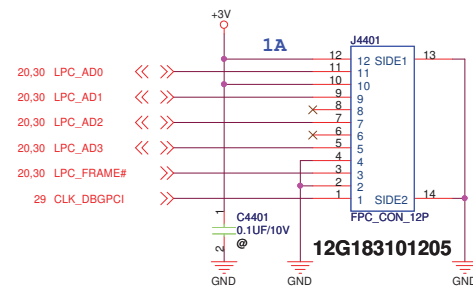 +3V
1A
J4401
12 12 SIDE1 13
20,30 LPC_AD0 11 11
10 10
20,30 LPC_AD1 9 9
8 8
20,30 LPC_AD2 7 7
6 6
20,30 LPC_AD3 5 5
4 4
20,30 LPC_FRAME# 3 3
2 2
29 CLK_DBGPCI 1 1 SIDE2 14
FPC_CON_12P
1
C4401
0.1UF/10V
@
2
12G183101205
GND GND GND